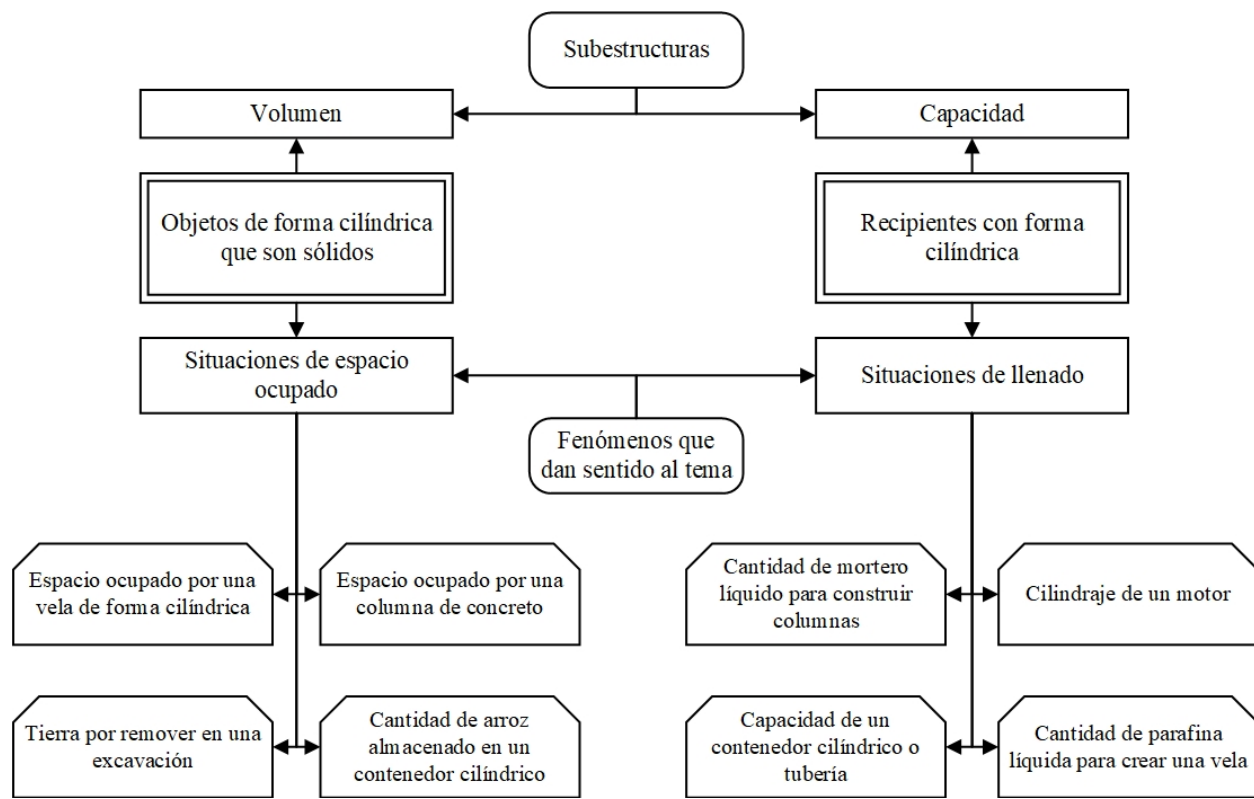 Subestructuras
Volumen
Capacidad
Objetos de forma cilíndrica
que son sólidos
Recipientes con forma
cilíndrica
Situaciones de espacio
ocupado
Situaciones de llenado
Fenómenos que
dan sentido al tema
Espacio ocupado por una
vela de forma cilíndrica
Espacio ocupado por una
columna de concreto
Cantidad de mortero
líquido para construir
columnas
Cilindraje de un motor
Tierra por remover en una
excavación
Cantidad de arroz
almacenado en un
contenedor cilíndrico
Capacidad de un
contenedor cilíndrico o
tubería
Cantidad de parafina
líquida para crear una vela